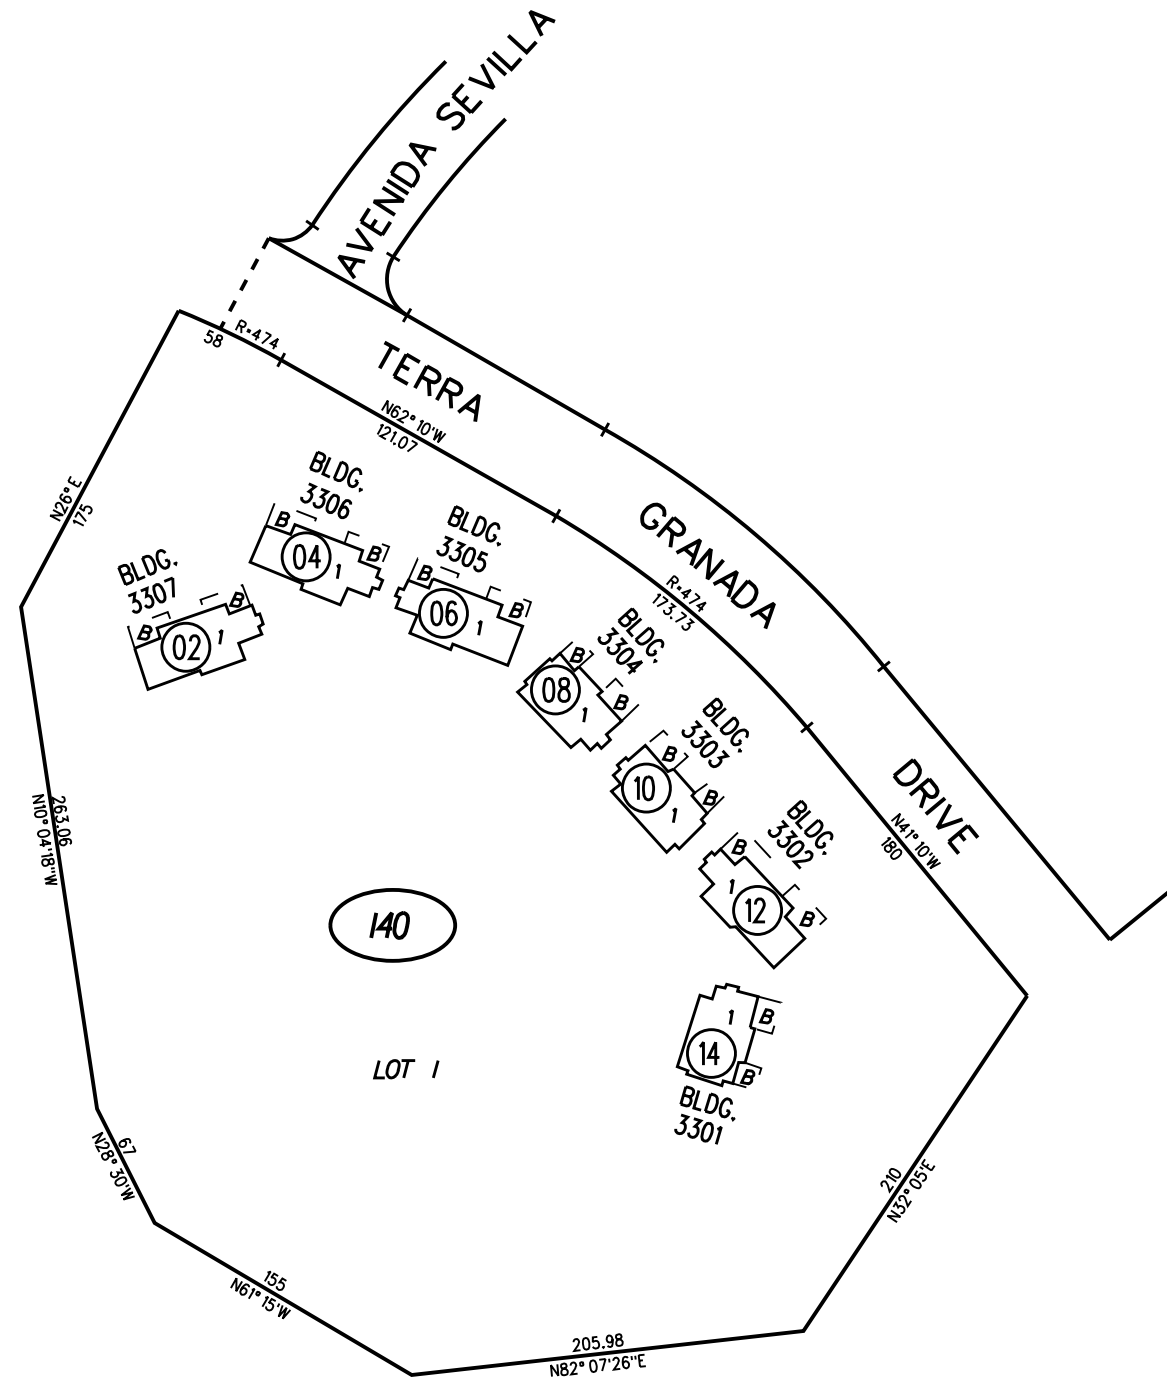 AVENIDA SEVILLA
TERRA GRANADA DRIVE
58
R=474
N62° 10'W
121.07
R=474
173.73
N41° 10'W
180
N26° E
175
BLDG.
3306
B
04
1
B
BLDG.
3305
B
06
1
B
BLDG.
3307
B
02
1
B
BLDG.
3304
B
08
1
B
BLDG.
3303
B
10
1
B
BLDG.
3302
B
1
12
B
263.06
N10° 04'18"W
140
LOT 1
1
B
14
B
BLDG.
3301
67
N28° 30'W
210
N32° 05'E
155
N61° 15'W
205.98
N82° 07'26"E